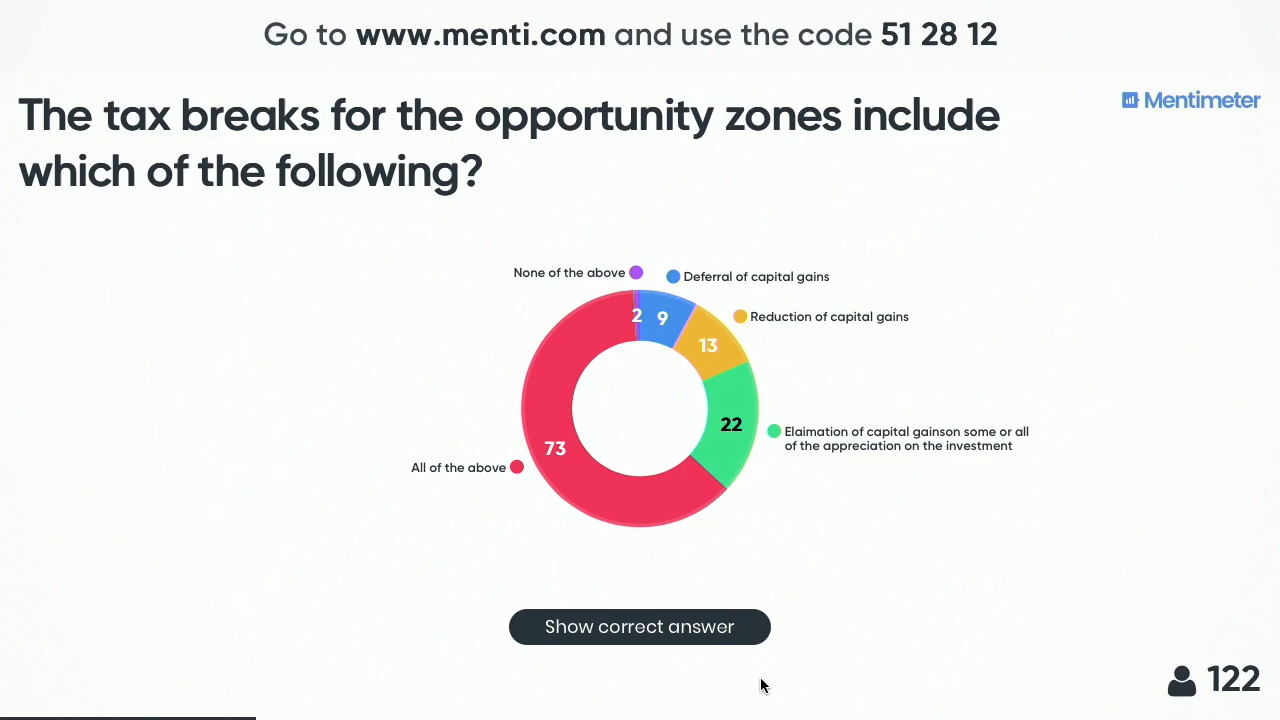 Go to www.menti.com and use the code 51 28 12
Mentimeter
The tax breaks for the opportunity zones include
which of the following?
None of the above
Deferral of capital gains
Reduction of capital gains
2
9
13
22
Elaimation of capital gainson some or all
of the appreciation on the investment
73
All of the above
Show correct answer
122